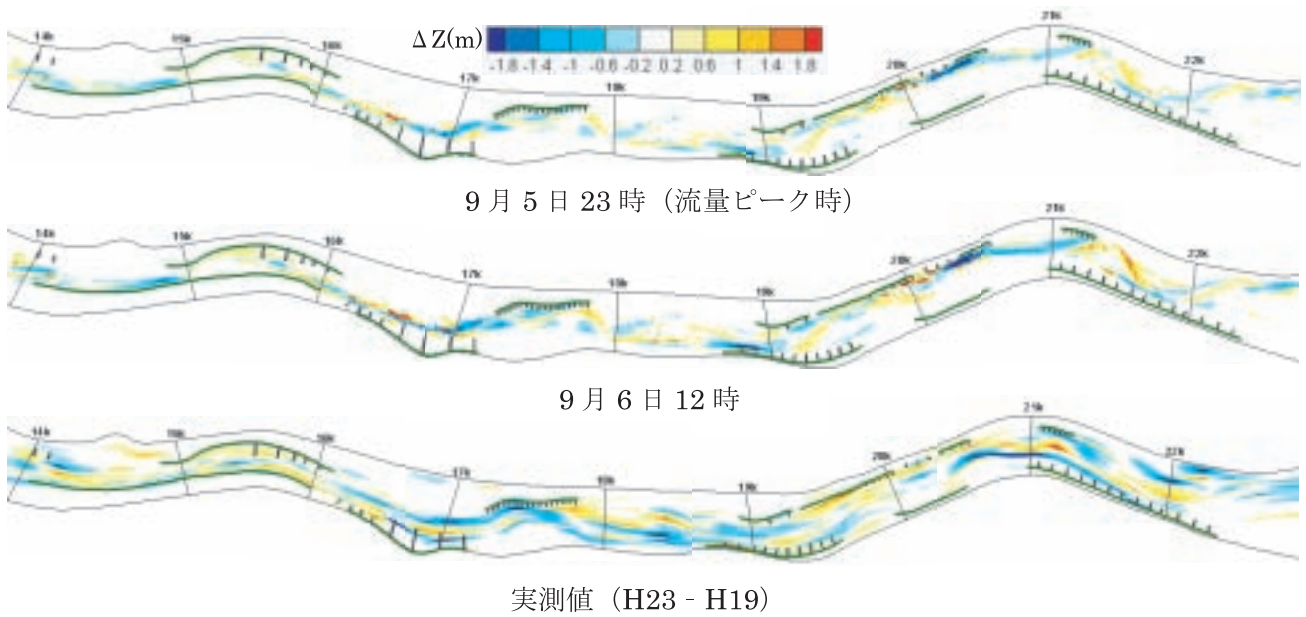 14k 15k 16k 17k 18k 19k 20k 21k 22k
ΔZ(m)
-1.8 -1.4 -1 -0.6 -0.2 0.2 0.6 1 1.4 1.8
9月5日23時（流量ピーク時）
14k 15k 16k 17k 18k 19k 20k 21k 22k
9月6日12時
14k 15k 16k 17k 18k 19k 20k 21k 22k
実測値（H23 - H19）